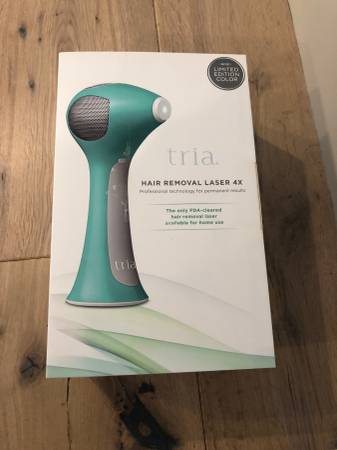 LIMITED
EDITION
COLOR
tria.
HAIR REMOVAL LASER 4X
Professional technology for permanent results
The only FDA-cleared
hair removal laser
available for home use
tria